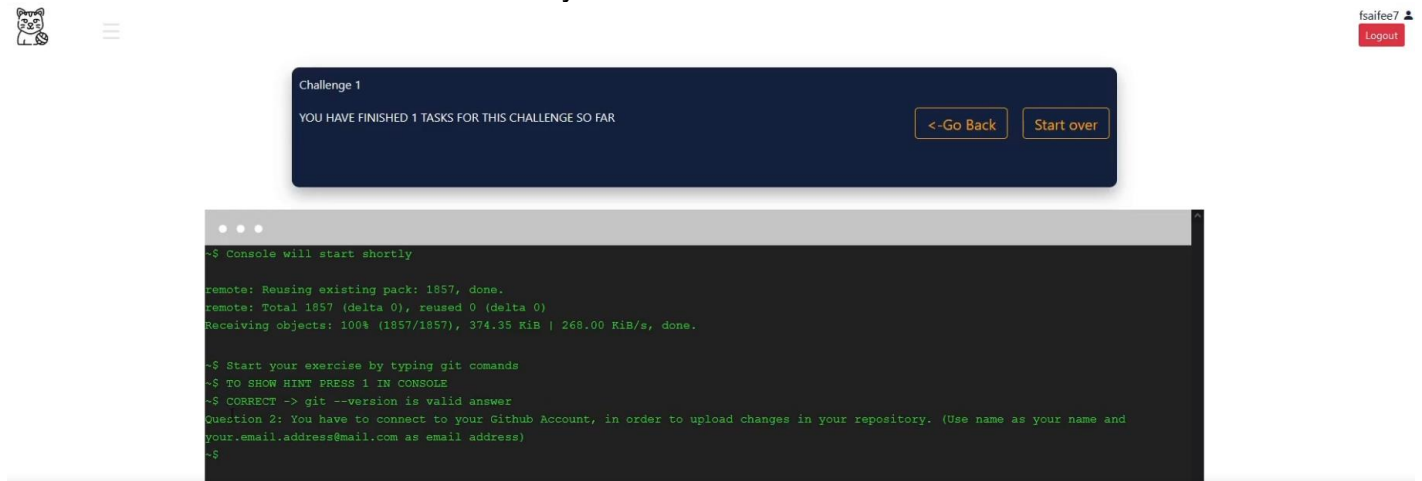 fsaifee7
Logout
Challenge 1
YOU HAVE FINISHED 1 TASKS FOR THIS CHALLENGE SO FAR
<-Go Back
Start over
~$ Console will start shortly
remote: Reusing existing pack: 1857, done.
remote: Total 1857 (delta 0), reused 0 (delta 0)
Receiving objects: 100% (1857/1857), 374.35 KiB | 268.00 KiB/s, done.
~$ Start your exercise by typing git comands
~$ TO SHOW HINT PRESS 1 IN CONSOLE
~$ CORRECT -> git --version is valid answer
Question 2: You have to connect to your Github Account, in order to upload changes in your repository. (Use name as your name and
your.email.address@mail.com as email address)
~$